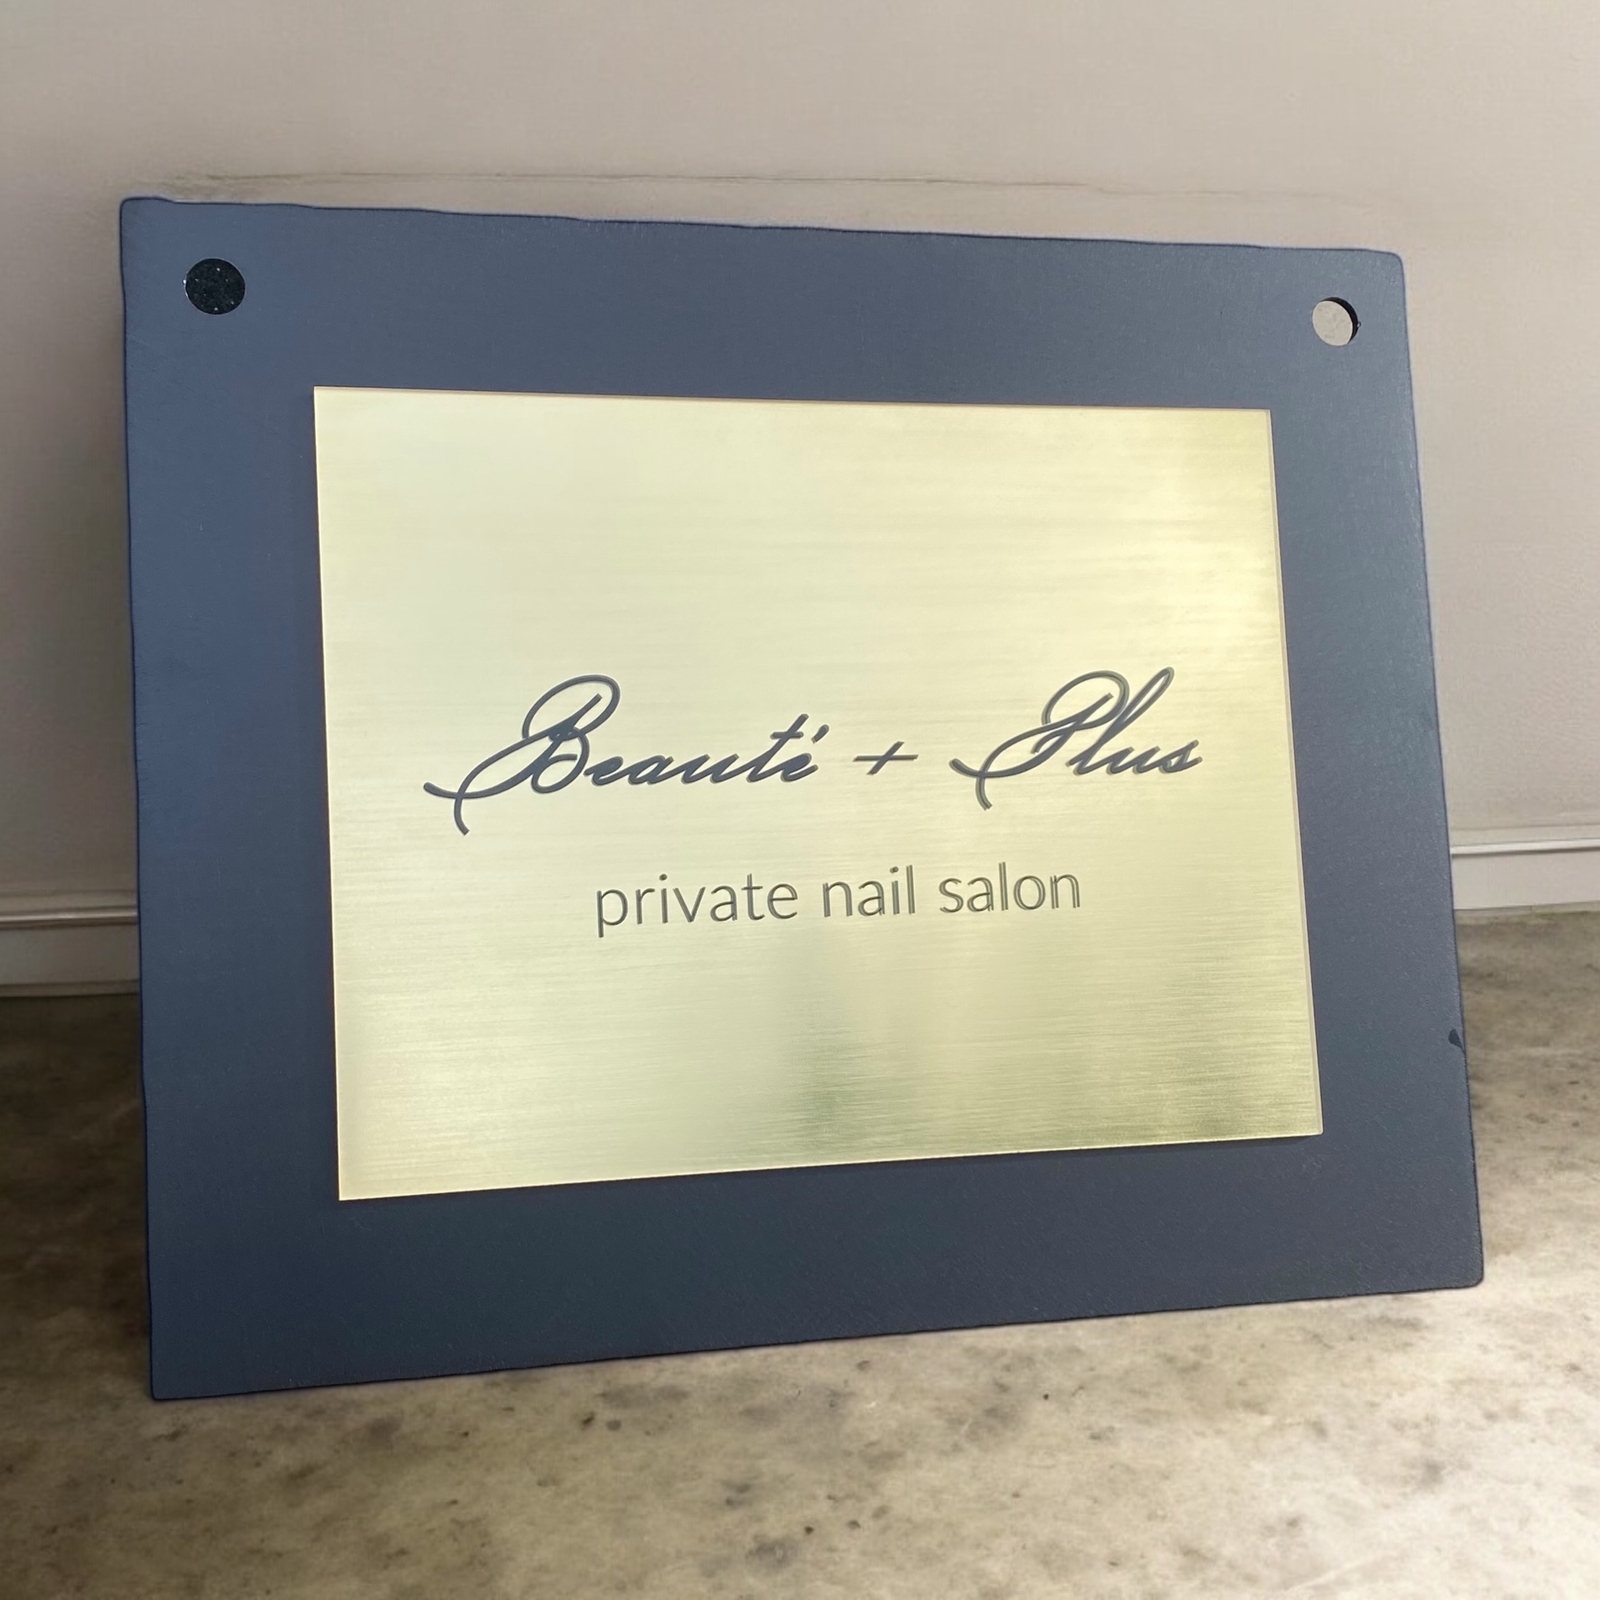 Beauté + Plus
private nail salon